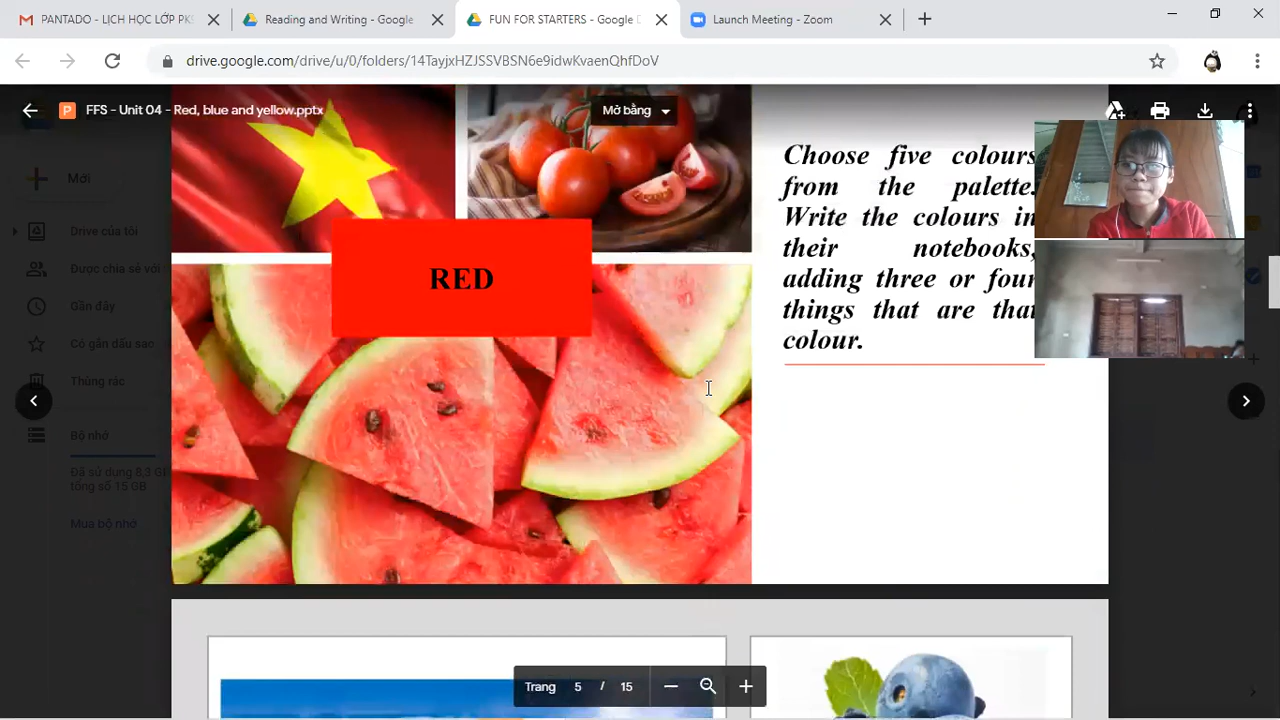 PANTADO - LỊCH HỌC LỚP PK
Reading and Writing - Google
FUN FOR STARTERS - Google D
Launch Meeting - Zoom
drive.google.com/drive/u/0/folders/14TayjxHZJSSVBSN6e9idwKvaenQhfDoV
FFS - Unit 04 - Red, blue and yellow.pptx
Mở bằng
Mới
Drive của tôi
Được chia sẻ với
Gần đây
Có gắn dấu sao
Thùng rác
Bộ nhớ
Đã sử dụng 8,3 GI
tổng số 15 GB
Mua bộ nhớ
RED
Choose five colours
from the palette.
Write the colours in
their notebooks,
adding three or four
things that are that
colour.
Trang 5 / 15